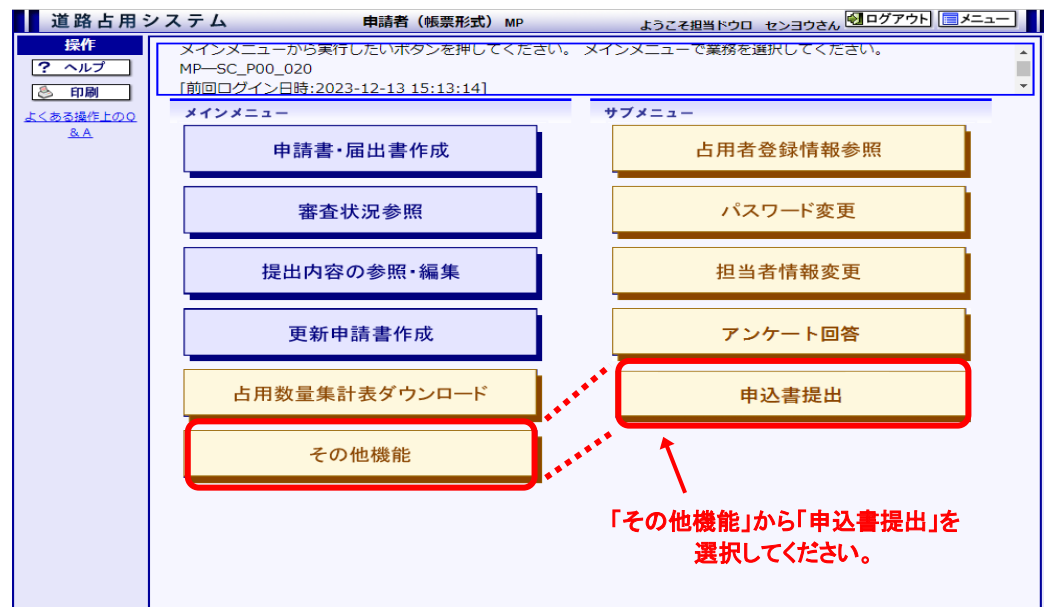 道路占用システム
申請者（帳票形式） MP
ようこそ担当ドウロ センヨウさん
ログアウト
メニュー
操作
? ヘルプ
印刷
よくある操作上のQ
& A
メインメニューから実行したいボタンを押してください。 メインメニューで業務を選択してください。
MP―SC_P00_020
[前回ログイン日時:2023-12-13 15:13:14]
メインメニュー
申請書・届出書作成
審査状況参照
提出内容の参照・編集
更新申請書作成
占用数量集計表ダウンロード
その他機能
サブメニュー
占用者登録情報参照
パスワード変更
担当者情報変更
アンケート回答
申込書提出
「その他機能」から「申込書提出」を
選択してください。